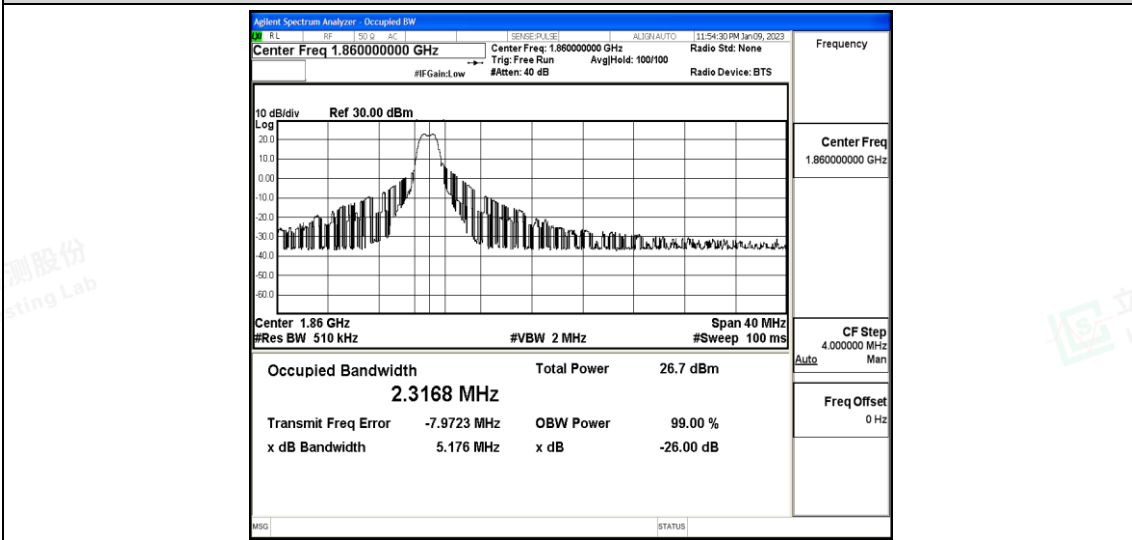 Agilent Spectrum Analyzer - Occupied BW
LXI RL RF 50 Ω AC SENSE:PULSE ALIGN AUTO 11:54:30 PM Jan 09, 2023
Center Freq 1.860000000 GHz Center Freq: 1.860000000 GHz Radio Std: None Frequency
Trig: Free Run Avg|Hold: 100/100
#IFGain:Low #Atten: 40 dB Radio Device: BTS
10 dB/div Ref 30.00 dBm
Log
20.0
10.0
0.00
-10.0
-20.0
-30.0
-40.0
-50.0
-60.0
Center Freq
1.860000000 GHz
Center 1.86 GHz Span 40 MHz
#Res BW 510 kHz #VBW 2 MHz #Sweep 100 ms
CF Step
4.000000 MHz
Auto Man
Occupied Bandwidth Total Power 26.7 dBm
2.3168 MHz
Freq Offset
0 Hz
Transmit Freq Error -7.9723 MHz OBW Power 99.00 %
x dB Bandwidth 5.176 MHz x dB -26.00 dB
MSG STATUS
测股份
sting Lab
立